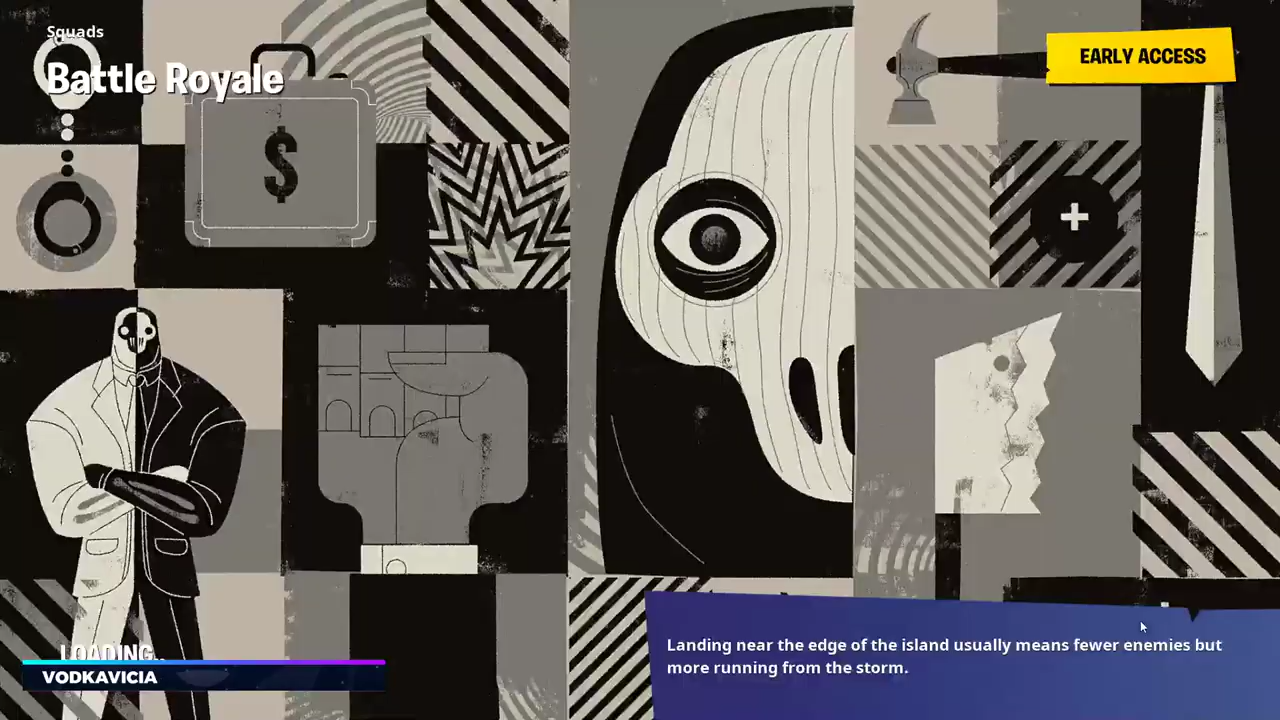 Squads
Battle Royale
EARLY ACCESS
$
LOADING..
VODKAVICIA
Landing near the edge of the island usually means fewer enemies but
more running from the storm.